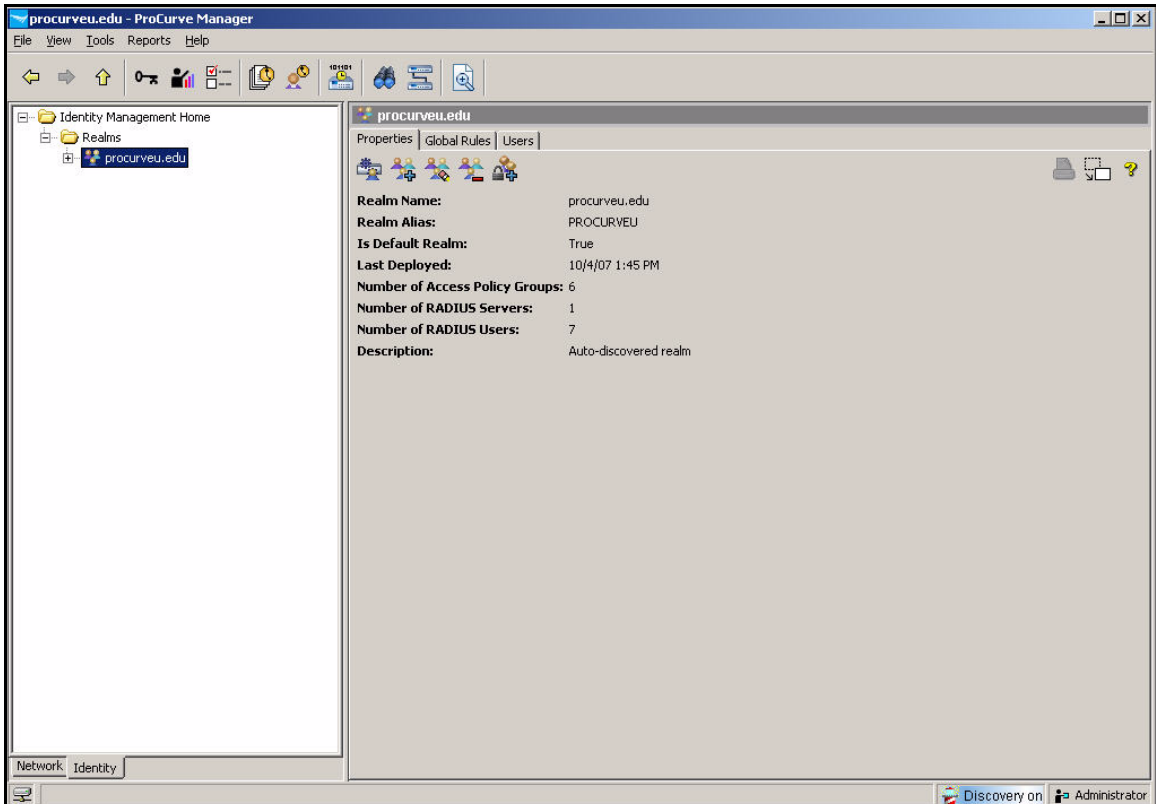 procurveu.edu - ProCurve Manager
File View Tools Reports Help
101101
Identity Management Home
Realms
procurveu.edu
procurveu.edu
Properties Global Rules Users
Realm Name: procurveu.edu
Realm Alias: PROCURVEU
Is Default Realm: True
Last Deployed: 10/4/07 1:45 PM
Number of Access Policy Groups: 6
Number of RADIUS Servers: 1
Number of RADIUS Users: 7
Description: Auto-discovered realm
Network Identity
Discovery on Administrator